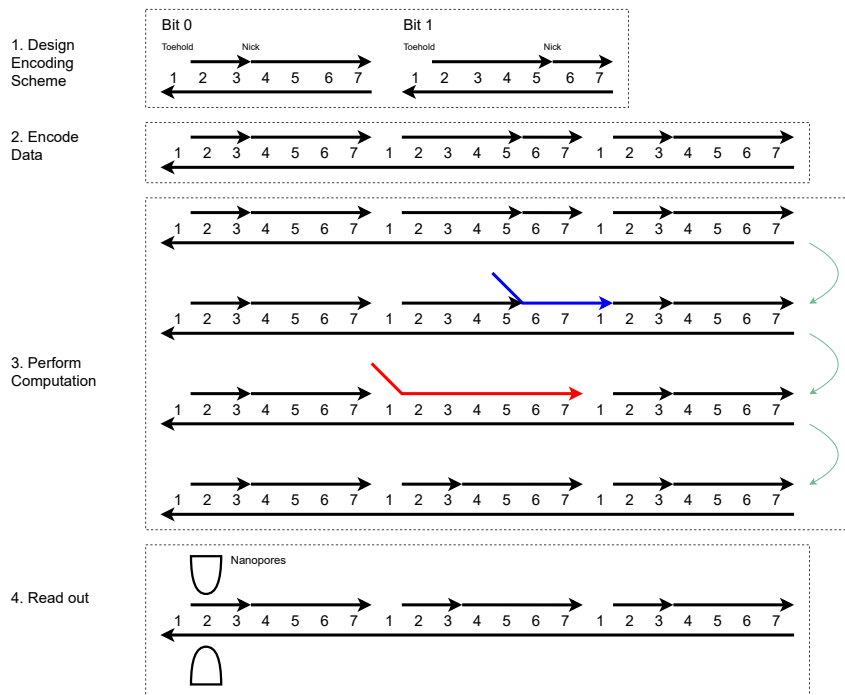 1. Design
Encoding
Scheme
Bit 0
Bit 1
Toehold Nick Toehold Nick
1 2 3 4 5 6 7 1 2 3 4 5 6 7
2. Encode
Data
1 2 3 4 5 6 7 1 2 3 4 5 6 7 1 2 3 4 5 6 7
3. Perform
Computation
1 2 3 4 5 6 7 1 2 3 4 5 6 7 1 2 3 4 5 6 7
1 2 3 4 5 6 7 1 2 3 4 5 6 7 1 2 3 4 5 6 7
1 2 3 4 5 6 7 1 2 3 4 5 6 7 1 2 3 4 5 6 7
1 2 3 4 5 6 7 1 2 3 4 5 6 7 1 2 3 4 5 6 7
4. Read out
Nanopores
1 2 3 4 5 6 7 1 2 3 4 5 6 7 1 2 3 4 5 6 7